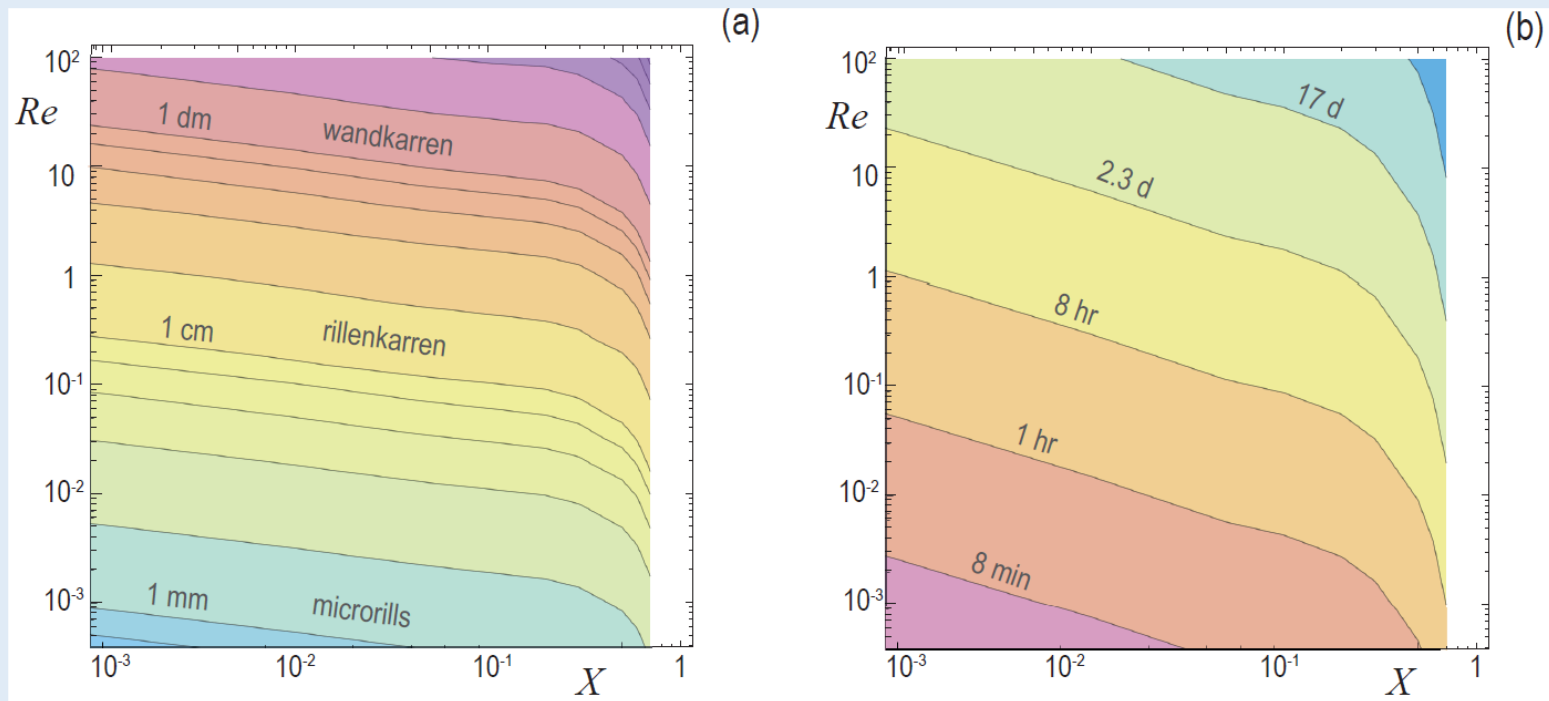 (a)
10²
Re
10
1
10⁻¹
10⁻²
10⁻³
1 dm wandkarren
1 cm rillenkarren
1 mm microrills
10⁻³ 10⁻² 10⁻¹ 1
X
(b)
10²
Re
10
1
10⁻¹
10⁻²
10⁻³
17 d
2.3 d
8 hr
1 hr
8 min
10⁻³ 10⁻² 10⁻¹ 1
X